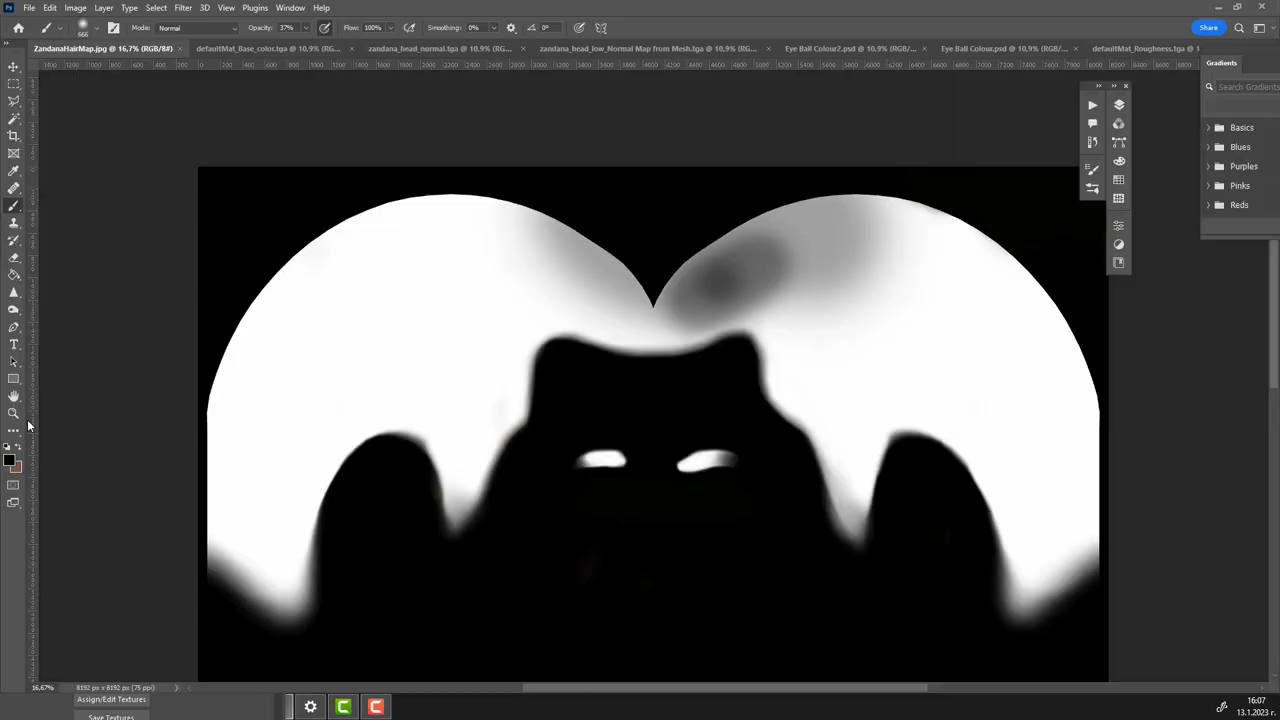 Ps File Edit Image Layer Type Select Filter 3D View Plugins Window Help
666 Mode: Normal Opacity: 37% Flow: 100% Smoothing: 0% 0° Share
ZandanaHairMap.jpg @ 16,7% (RGB/8#) × defaultMat_Base_color.tga @ 10,9% (RG... × zandana_head_normal.tga @ 10,9% (RG... × zandana_head_low_Normal Map from Mesh.tga @ 10,9% (RG... × Eye Ball Colour2.psd @ 10,9% (RGB/... × Eye Ball Colour.psd @ 10,9% (RGB/... × defaultMat_Roughness.tga @ 1
Gradients
Search Gradients
Basics
Blues
Purples
Pinks
Reds
16,67% 8192 px x 8192 px (75 ppi)
Assign/Edit Textures
Save Textures
16:07
13.1.2023 г.